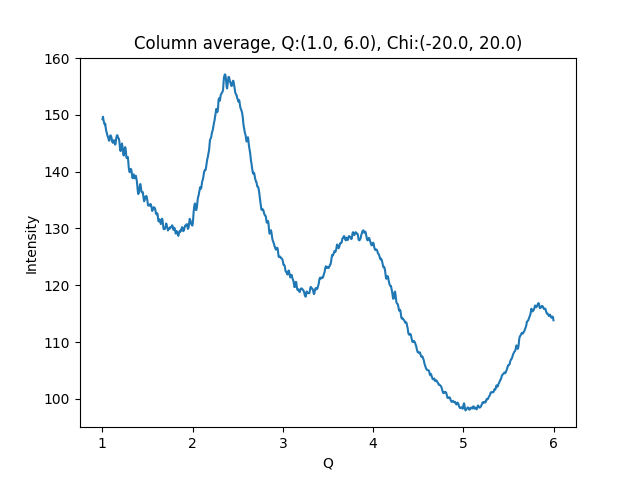 Column average, Q:(1.0, 6.0), Chi:(-20.0, 20.0)
160
150
140
130
120
110
100
Intensity
1 2 3 4 5 6
Q